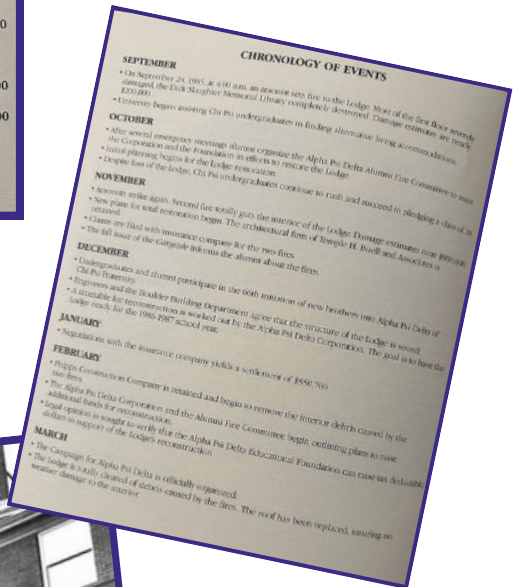 0
00
00
CHRONOLOGY OF EVENTS
SEPTEMBER
• On September 24, 1985, at 4:00 a.m. an arsonist sets fire to the Lodge. Most of the first floor severely
damaged, the Dick Slaughter Memorial Library completely destroyed. Damage estimates are nearly
$200,000.
• University begins assisting Chi Psi undergraduates in finding alternative living accommodations.
OCTOBER
• After several emergency meetings alumni organize the Alpha Psi Delta Alumni Fire Committee to assist
the Corporation and the Foundation in efforts to restore the Lodge.
• Initial planning begins for the Lodge restoration.
• Despite loss of the lodge, Chi Psi undergraduates continue to rush and succeed in pledging a class of
NOVEMBER
• Arsonists strike again. Second fire totally guts the interior of the Lodge. Damage estimates near
• New plans for total restoration begin. The architectural firm of Temple H. Buell and Associates is
retained.
• Claims are filed with insurance company for the two fires.
• The fall issue of the Gargoyle informs the alumni about the fires.
DECEMBER
• Undergraduates and alumni participate in the 66th initiation of new brothers into Alpha Psi Delta of
Chi Psi Fraternity.
• Engineers and the Boulder Building Department agree that the structure of the Lodge is sound.
• A timetable for reconstruction is worked out by the Alpha Psi Delta Corporation. The goal is to have the
Lodge ready for the 1986-1987 school year.
JANUARY
• Negotiations with the insurance company yields a settlement of
FEBRUARY
• Phipps Construction Company is retained and begin to remove the interior debris caused by the
two fires.
• The Alpha Psi Delta Corporation and the Alumni Fire Committee begin outlining plans to raise
additional funds for reconstruction.
• Legal opinion is sought to verify that the Alpha Psi Delta Educational Foundation can raise tax deductible
dollars in support of the Lodge's reconstruction
MARCH
• The Campaign for Alpha Psi Delta is officially organized.
• The Lodge is totally cleared of debris caused by the fires. The roof has been replaced, insuring no
weather damage to the interior